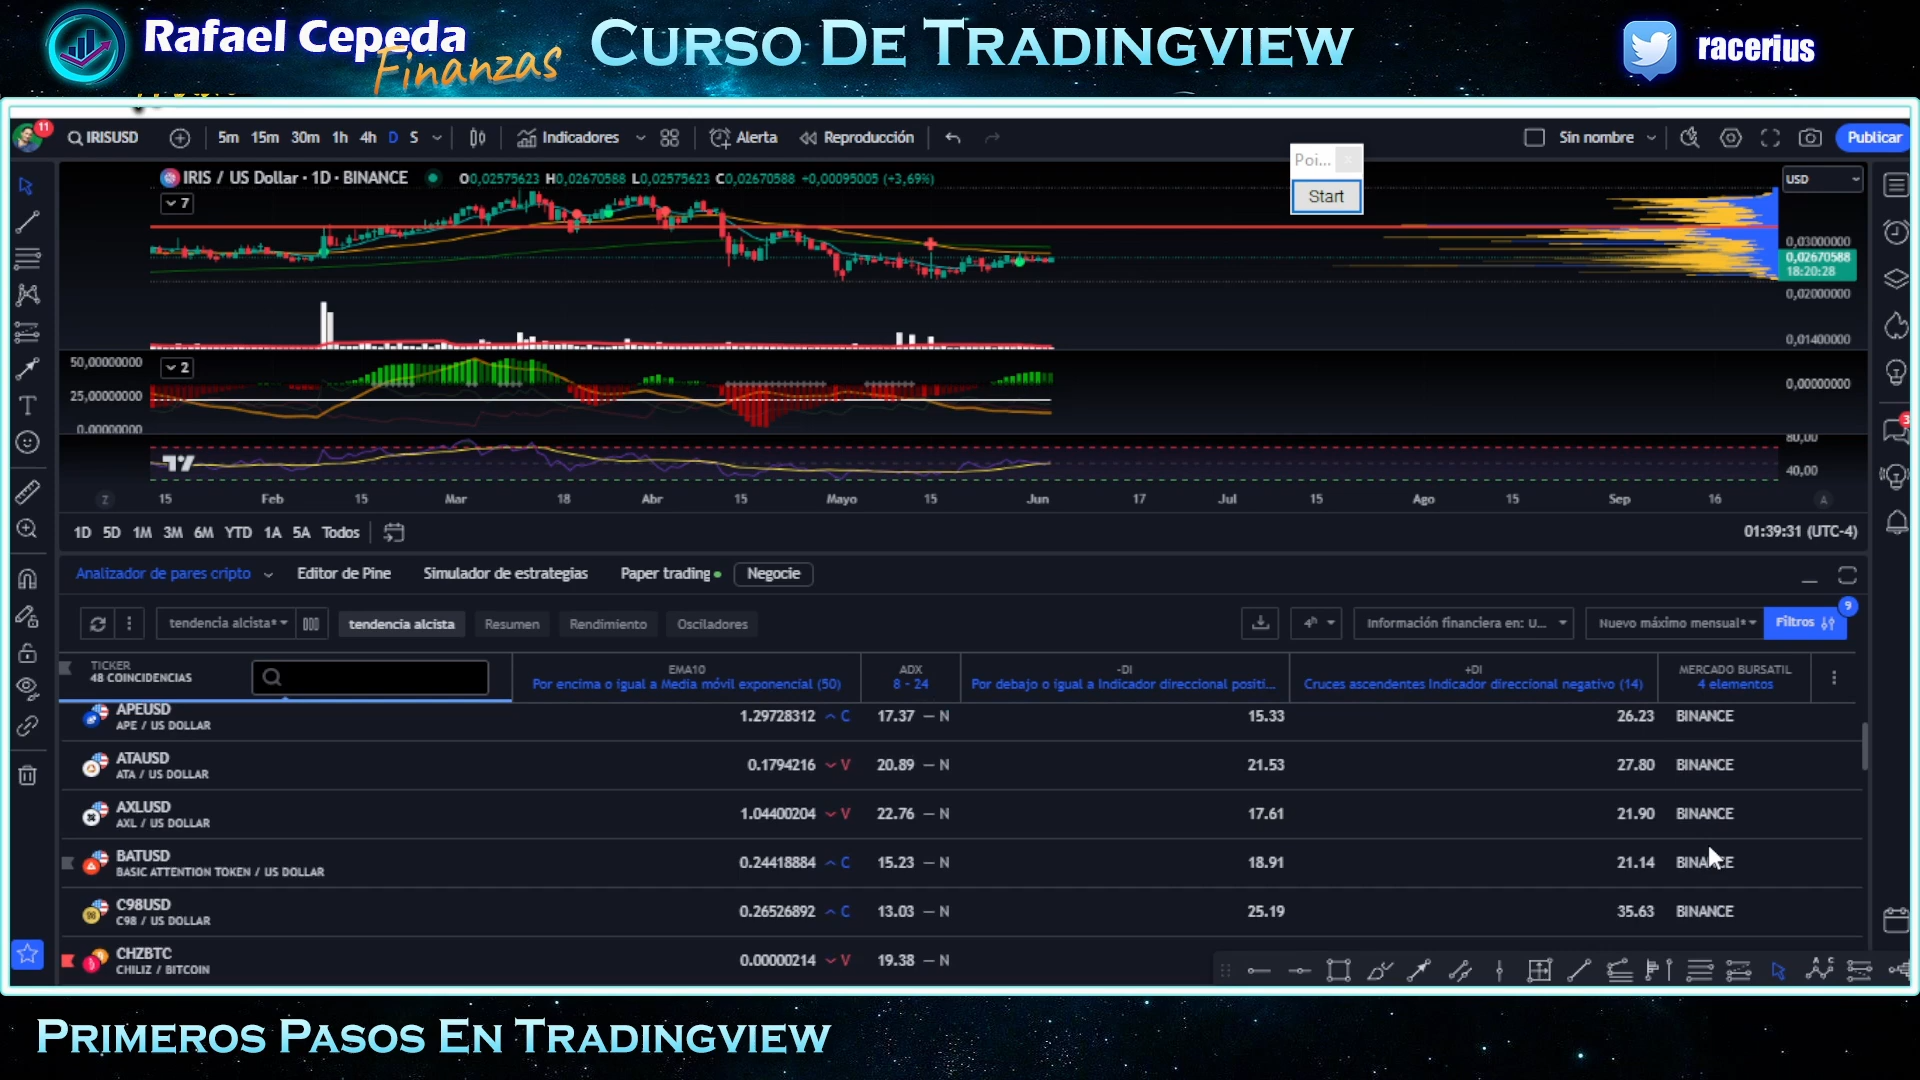 Rafael Cepeda
Finanzas
CURSO DE TRADINGVIEW
racerius
11
IRISUSD
5m 15m 30m 1h 4h D S
Indicadores
Alerta
Reproducción
Sin nombre
Publicar
IRIS / US Dollar · 1D · BINANCE
O0,02575623 H0,02670588 L0,02575623 C0,02670588 +0,00095005 (+3,69%)
7
Poi...
Start
USD
0,03000000
0,02670588
18:20:28
0,02000000
0,01400000
50,00000000
2
25,00000000
0,00000000
0.00000000
80,00
40,00
Z 15 Feb 15 Mar 18 Abr 15 Mayo 15 Jun 17 Jul 15 Ago 15 Sep 16 A
1D 5D 1M 3M 6M YTD 1A 5A Todos
01:39:31 (UTC-4)
Analizador de pares cripto Editor de Pine Simulador de estrategias Paper trading Negocie
9
tendencia alcista* tendencia alcista Resumen Rendimiento Osciladores
4h Información financiera en: U... Nuevo máximo mensual* Filtros
TICKER EMA10 ADX -DI +DI MERCADO BURSATIL
48 COINCIDENCIAS Por encima o igual a Media móvil exponencial (50) 8 - 24 Por debajo o igual a Indicador direccional positi... Cruces ascendentes Indicador direccional negativo (14) 4 elementos
APEUSD
APE / US DOLLAR
1.29728312 C 17.37 — N 15.33 26.23 BINANCE
ATAUSD
ATA / US DOLLAR
0.1794216 V 20.89 — N 21.53 27.80 BINANCE
AXLUSD
AXL / US DOLLAR
1.04400204 V 22.76 — N 17.61 21.90 BINANCE
BATUSD
BASIC ATTENTION TOKEN / US DOLLAR
0.24418884 C 15.23 — N 18.91 21.14 BINANCE
C98USD
C98 / US DOLLAR
0.26526892 C 13.03 — N 25.19 35.63 BINANCE
CHZBTC
CHILIZ / BITCOIN
0.00000214 V 19.38 — N
PRIMEROS PASOS EN TRADINGVIEW